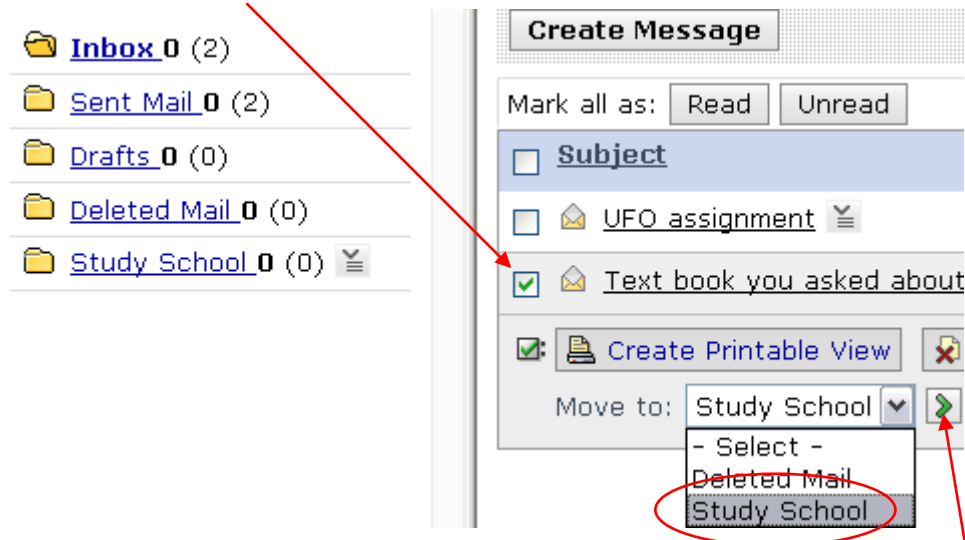 Inbox 0 (2)
Sent Mail 0 (2)
Drafts 0 (0)
Deleted Mail 0 (0)
Study School 0 (0)
Create Message
Mark all as: Read Unread
Subject
UFO assignment
Text book you asked about
: Create Printable View
Move to: Study School
- Select -
Deleted Mail
Study School